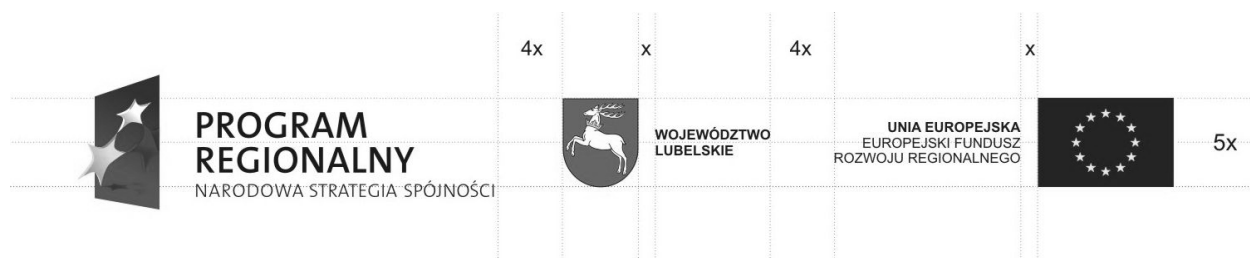 4x
x
4x
x
PROGRAM
REGIONALNY
NARODOWA STRATEGIA SPÓJNOŚCI
WOJEWÓDZTWO
LUBELSKIE
UNIA EUROPEJSKA
EUROPEJSKI FUNDUSZ
ROZWOJU REGIONALNEGO
5x